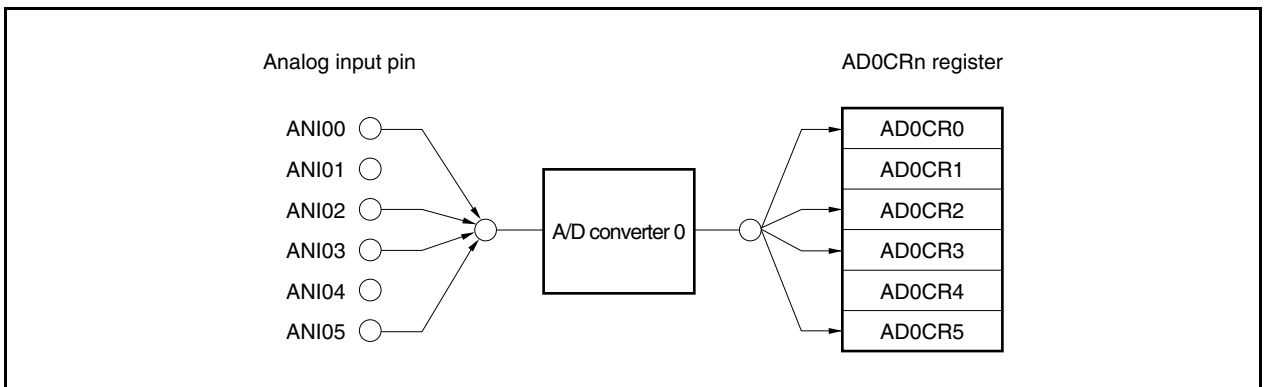 Analog input pin
AD0CRn register
ANI00
AD0CR0
ANI01
AD0CR1
ANI02
AD0CR2
A/D converter 0
ANI03
AD0CR3
ANI04
AD0CR4
ANI05
AD0CR5